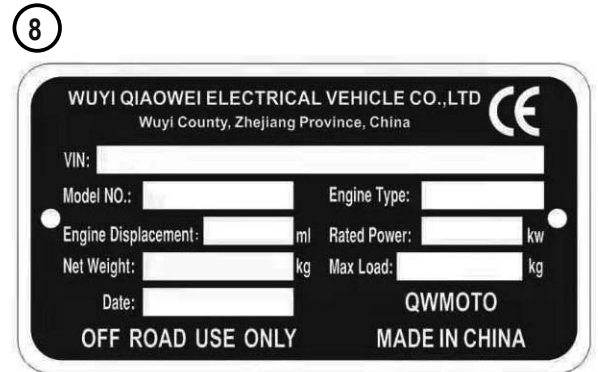 8
WUYI QIAOWEI ELECTRICAL VEHICLE CO.,LTD CE
Wuyi County, Zhejiang Province, China
VIN:
Model NO.: Engine Type:
Engine Displacement: ml Rated Power: kw
Net Weight: kg Max Load: kg
Date: QWMOTO
OFF ROAD USE ONLY MADE IN CHINA